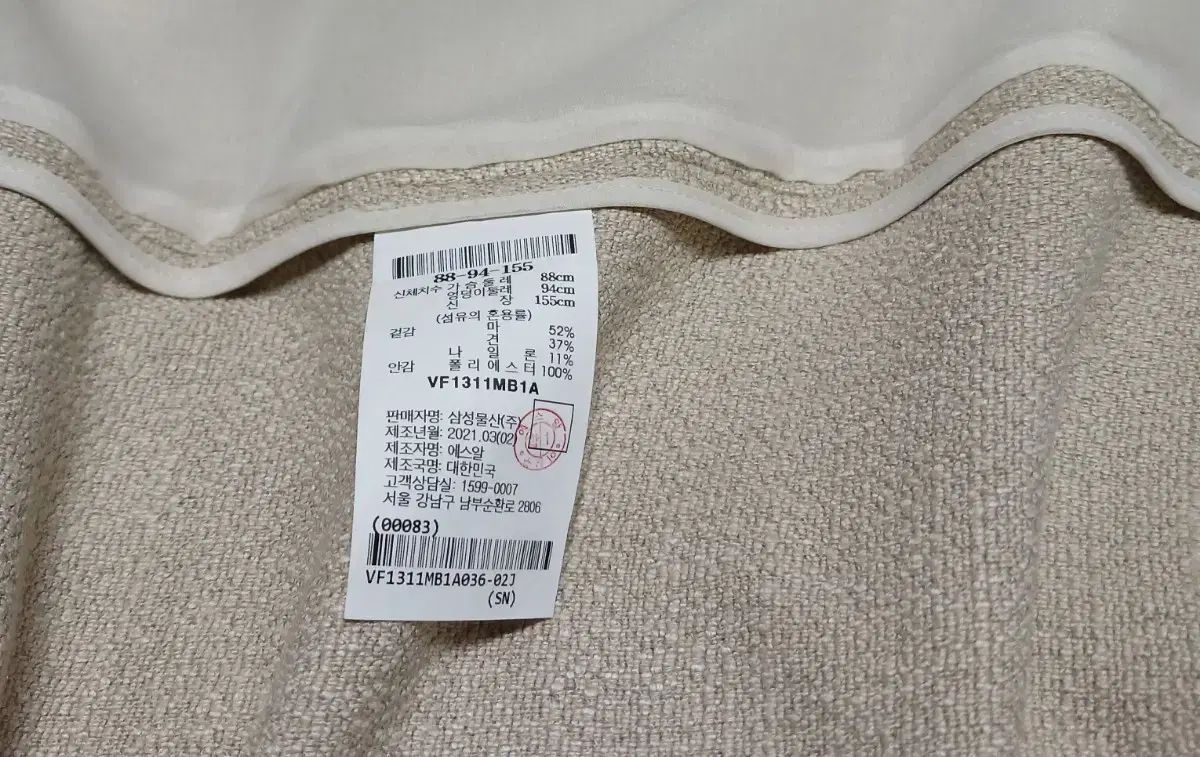 88-94-155
신체치수 가 슴 둘 레 88cm
엉덩이둘레 94cm
신 장 155cm
(섬유의 혼용률)
겉감 마 52%
견 37%
나 일 론 11%
안감 폴 리 에 스 터 100%
VF1311MB1A
판매자명: 삼성물산(주)
제조년월: 2021.03(02)
제조자명: 에스알
제조국명: 대한민국
고객상담실: 1599-0007
서울 강남구 남부순환로 2806
(00083)
VF1311MB1A036-02J
(SN)